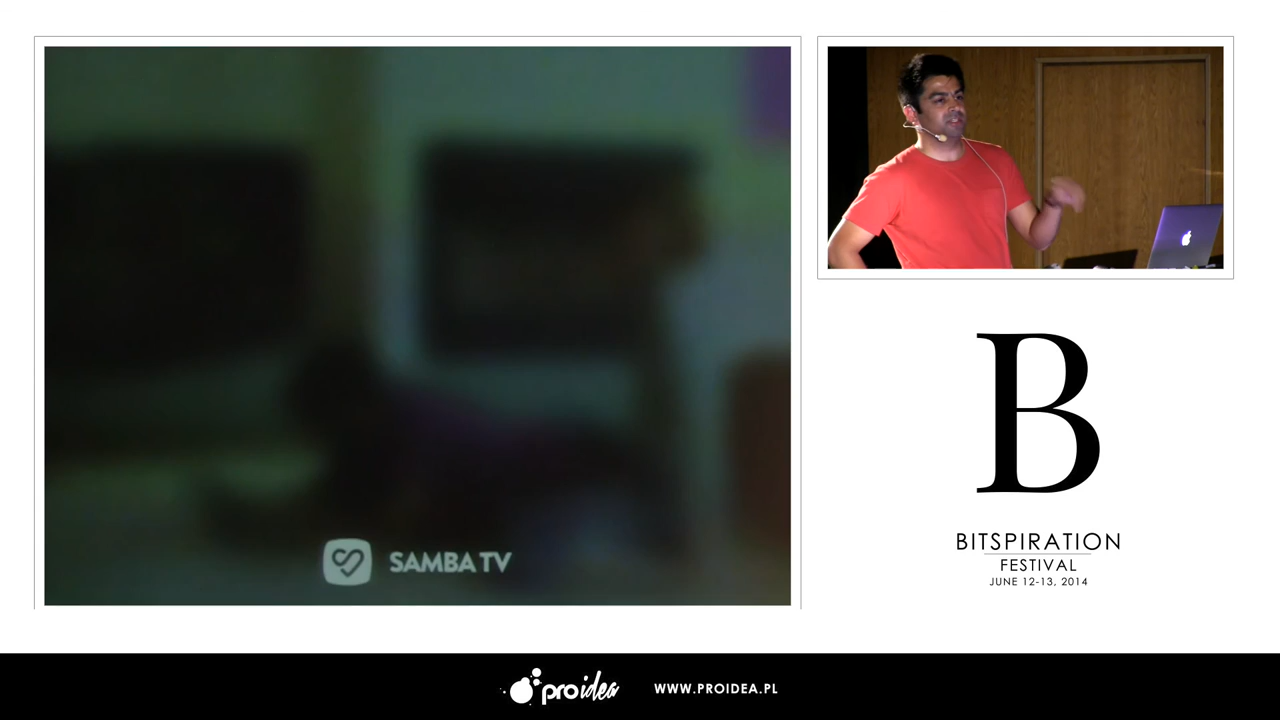 SAMBA TV
B
BITSPIRATION
FESTIVAL
JUNE 12-13, 2014
proidea
WWW.PROIDEA.PL